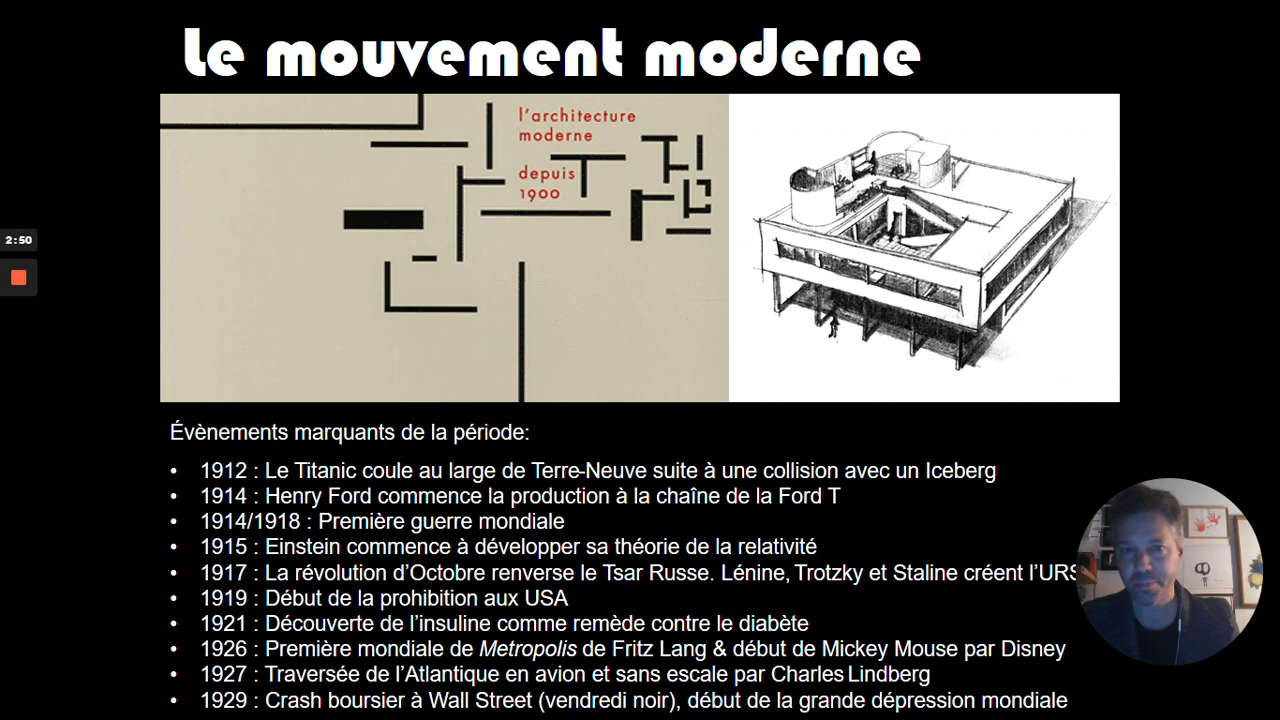 Le mouvement moderne
l'architecture
moderne
depuis
1900
2:50
Évènements marquants de la période:
• 1912 : Le Titanic coule au large de Terre-Neuve suite à une collision avec un Iceberg
• 1914 : Henry Ford commence la production à la chaîne de la Ford T
• 1914/1918 : Première guerre mondiale
• 1915 : Einstein commence à développer sa théorie de la relativité
• 1917 : La révolution d'Octobre renverse le Tsar Russe. Lénine, Trotzky et Staline créent l'URS
• 1919 : Début de la prohibition aux USA
• 1921 : Découverte de l'insuline comme remède contre le diabète
• 1926 : Première mondiale de Metropolis de Fritz Lang & début de Mickey Mouse par Disney
• 1927 : Traversée de l'Atlantique en avion et sans escale par Charles Lindberg
• 1929 : Crash boursier à Wall Street (vendredi noir), début de la grande dépression mondiale